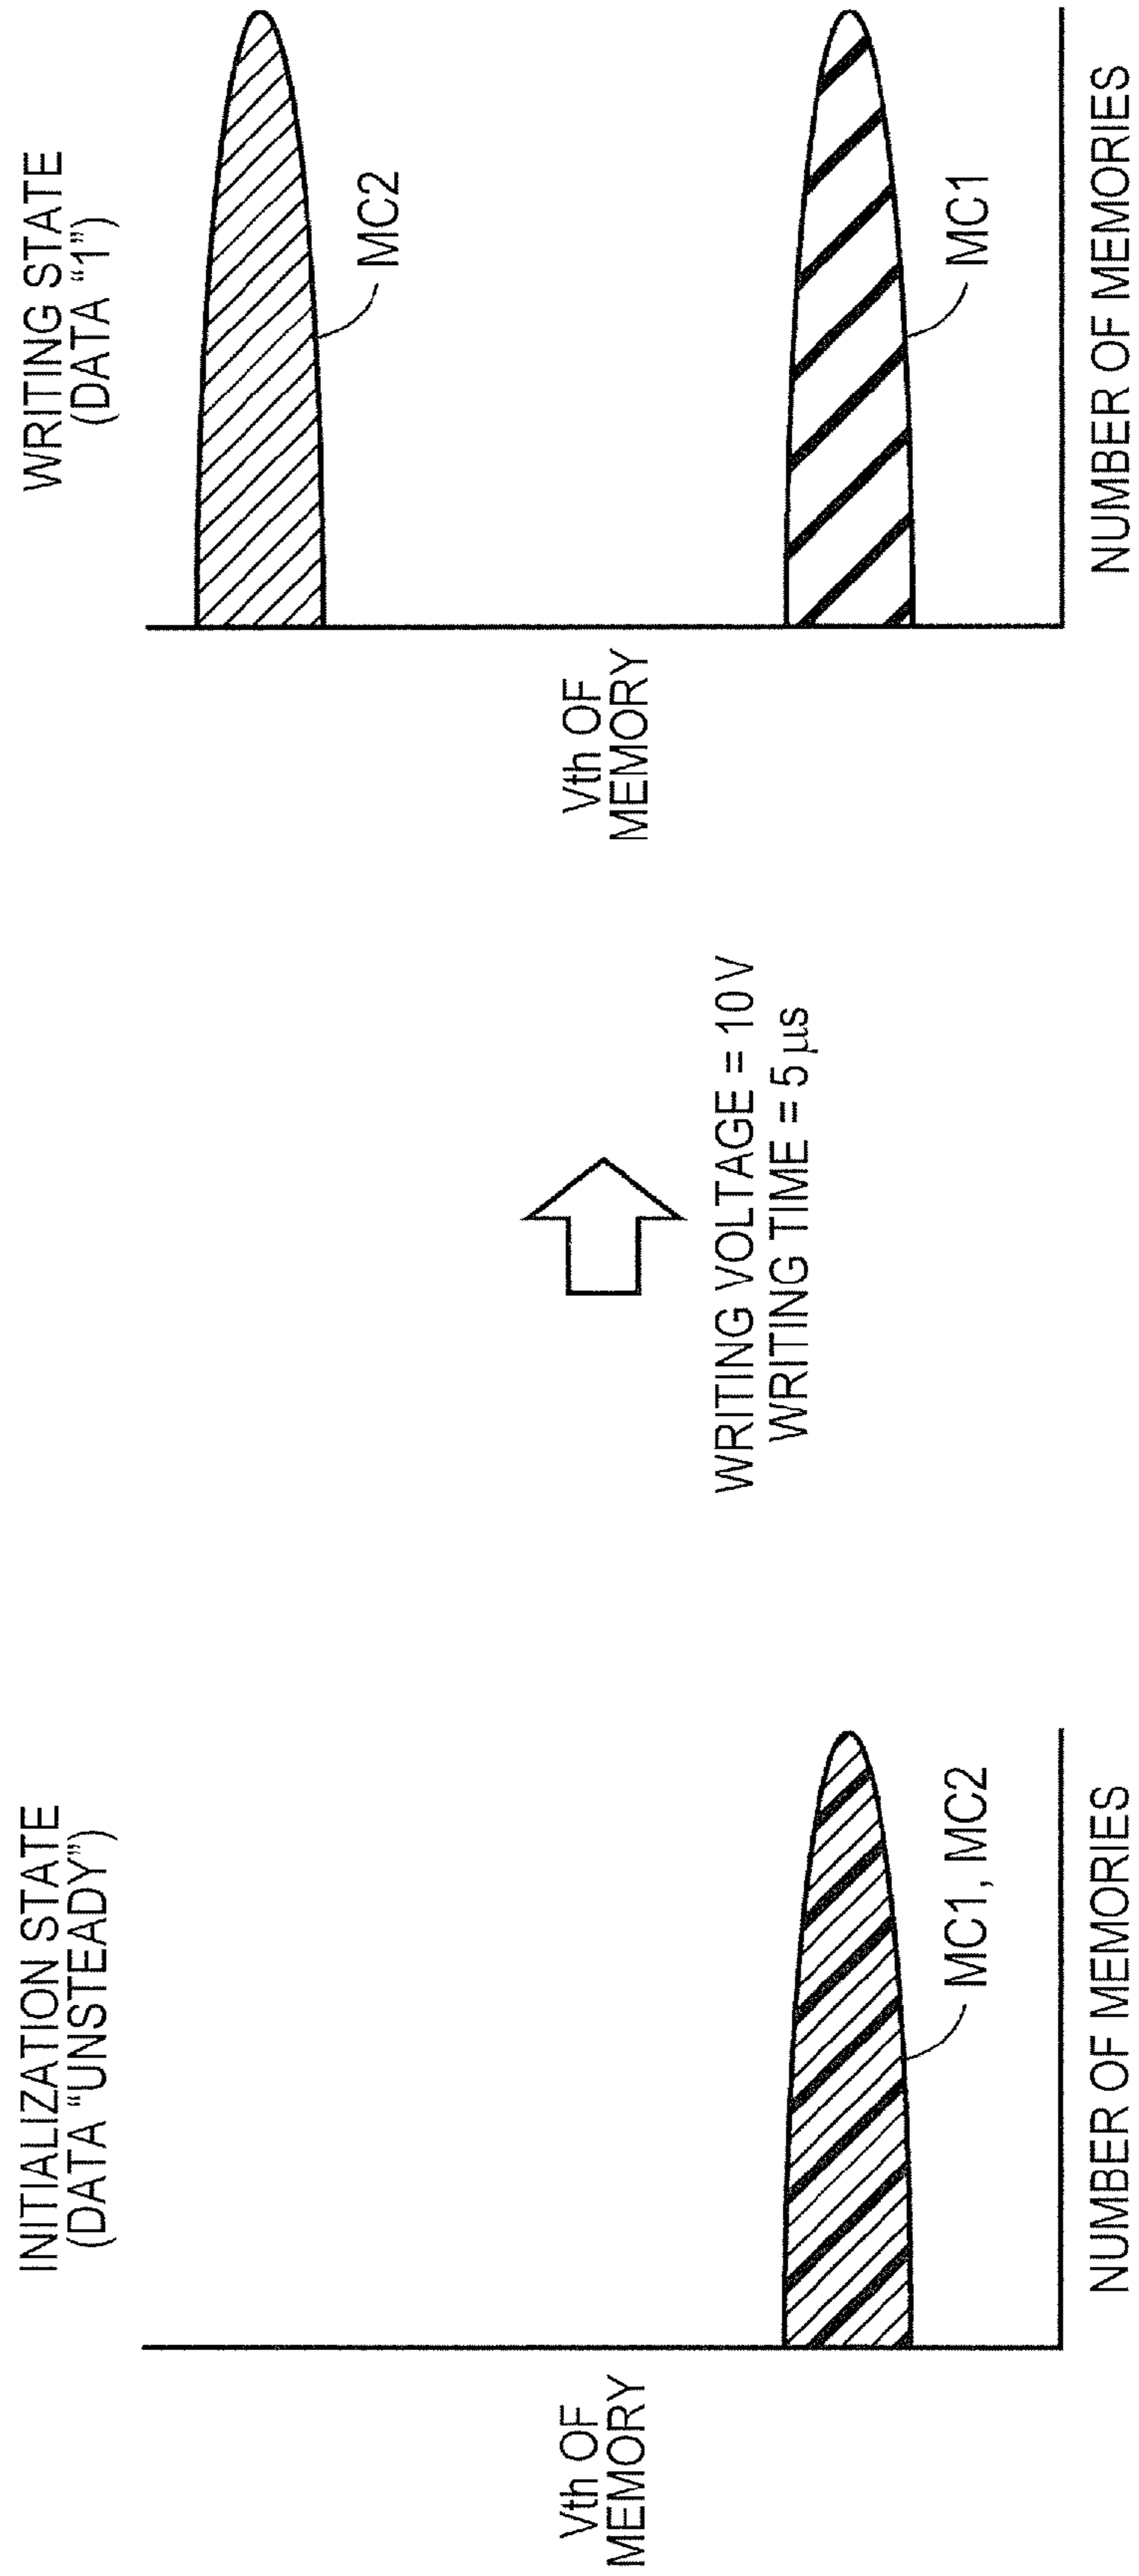 INITIALIZATION STATE
(DATA “UNSTEADY”)
Vth OF
MEMORY
MC1, MC2
NUMBER OF MEMORIES
WRITING VOLTAGE = 10 V
WRITING TIME = 5 μs
WRITING STATE
(DATA “1”)
Vth OF
MEMORY
MC2
MC1
NUMBER OF MEMORIES